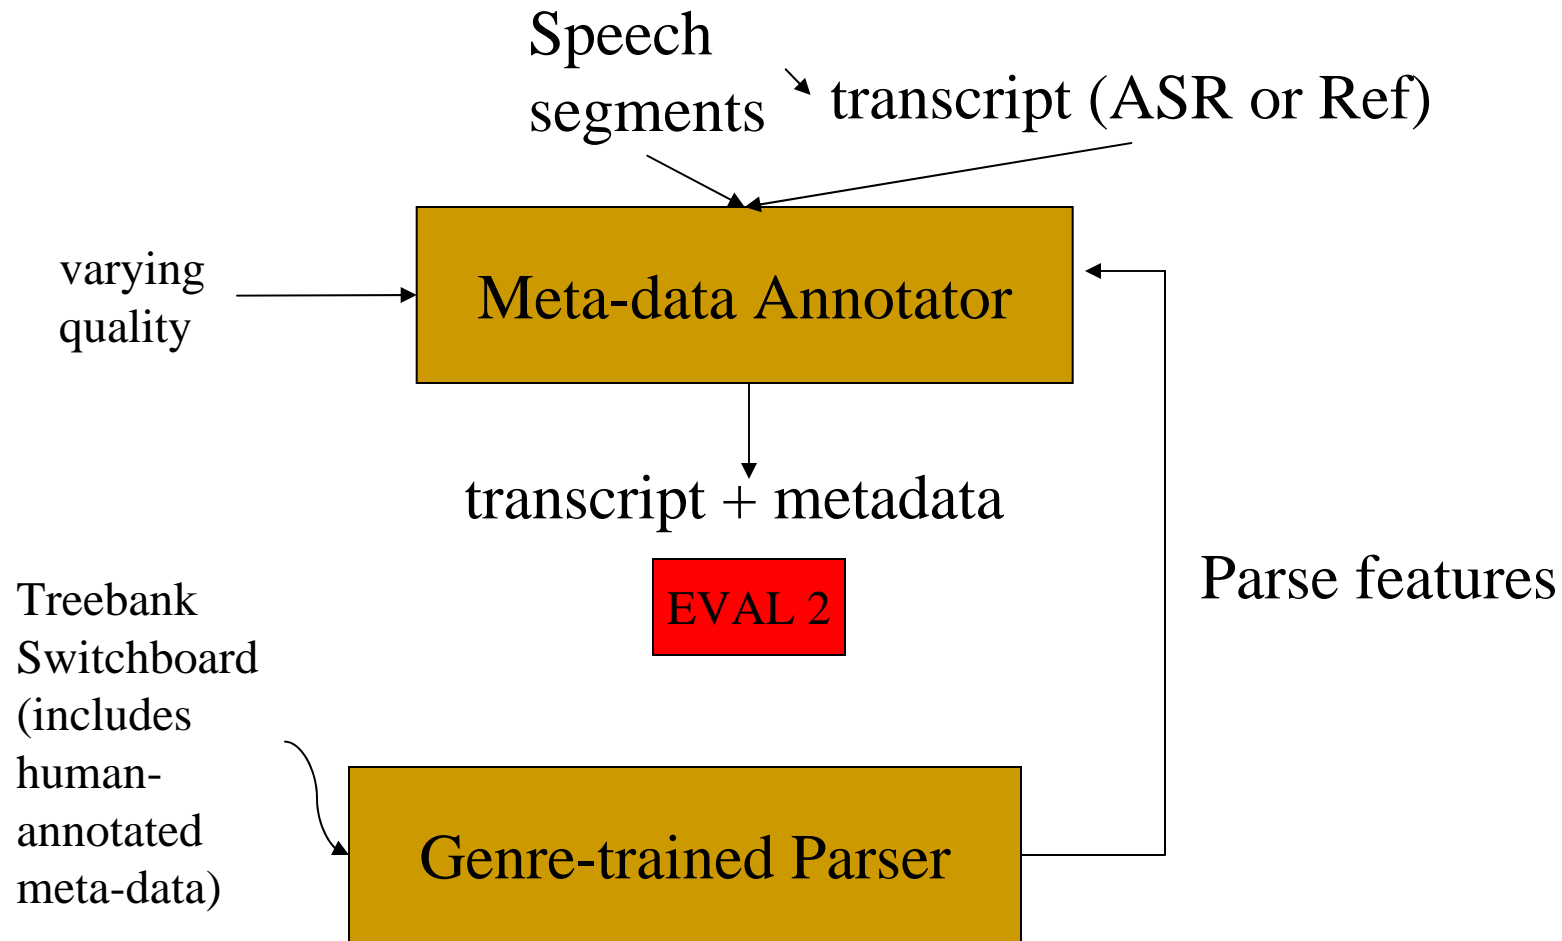 Speech
segments
transcript (ASR or Ref)
varying
quality
Meta-data Annotator
transcript + metadata
EVAL 2
Parse features
Treebank
Switchboard
(includes
human-
annotated
meta-data)
Genre-trained Parser